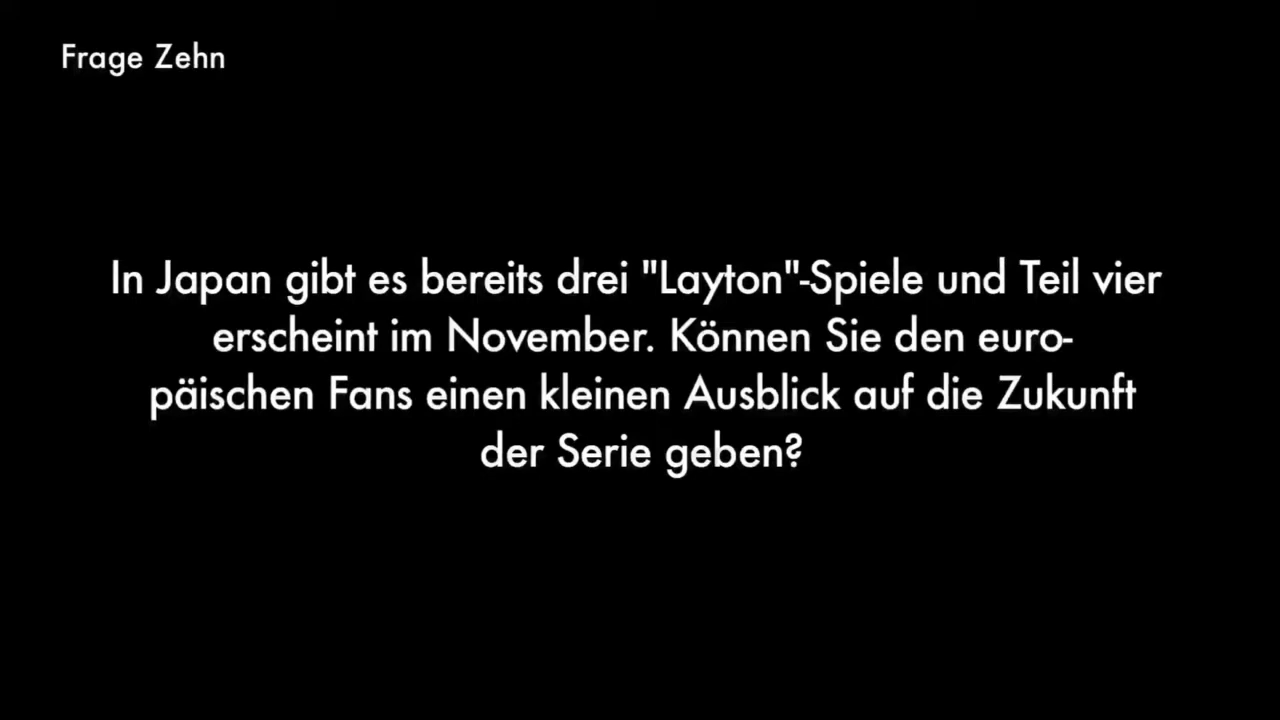 Frage Zehn
In Japan gibt es bereits drei "Layton"-Spiele und Teil vier
erscheint im November. Können Sie den euro-
päischen Fans einen kleinen Ausblick auf die Zukunft
der Serie geben?